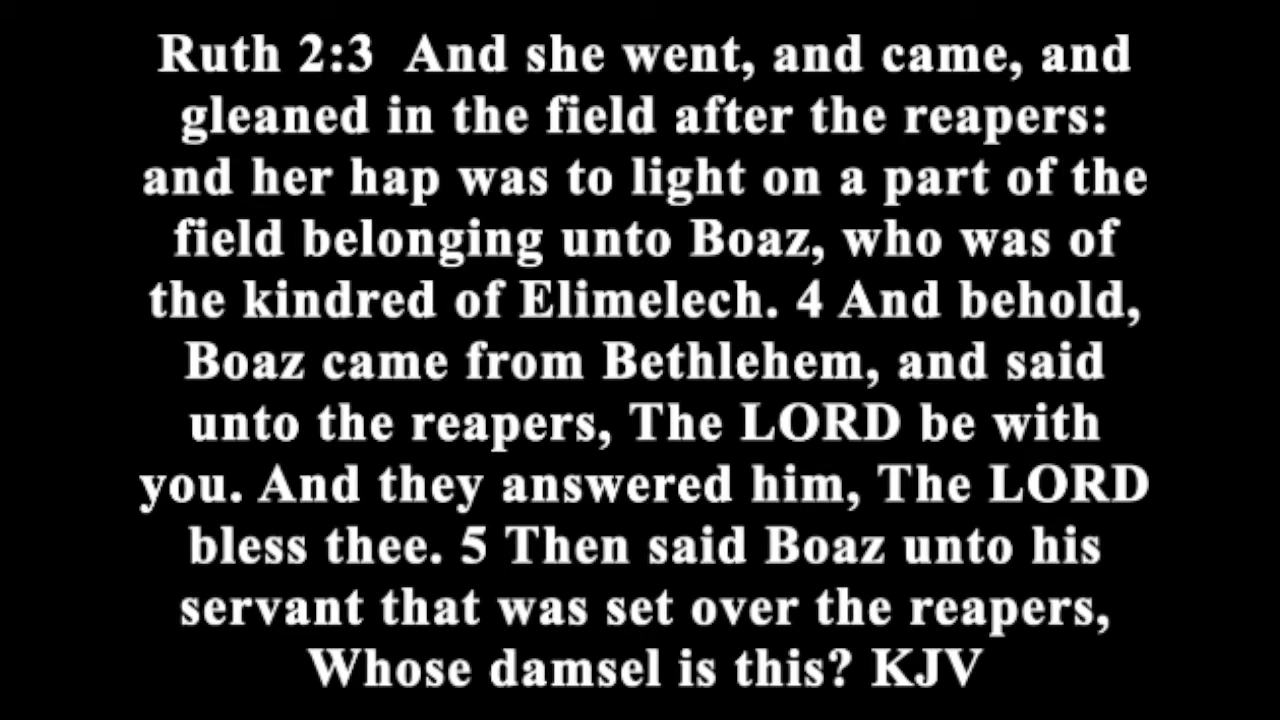 Ruth 2:3  And she went, and came, and
gleaned in the field after the reapers:
and her hap was to light on a part of the
field belonging unto Boaz, who was of
the kindred of Elimelech. 4 And behold,
Boaz came from Bethlehem, and said
unto the reapers, The LORD be with
you. And they answered him, The LORD
bless thee. 5 Then said Boaz unto his
servant that was set over the reapers,
Whose damsel is this? KJV